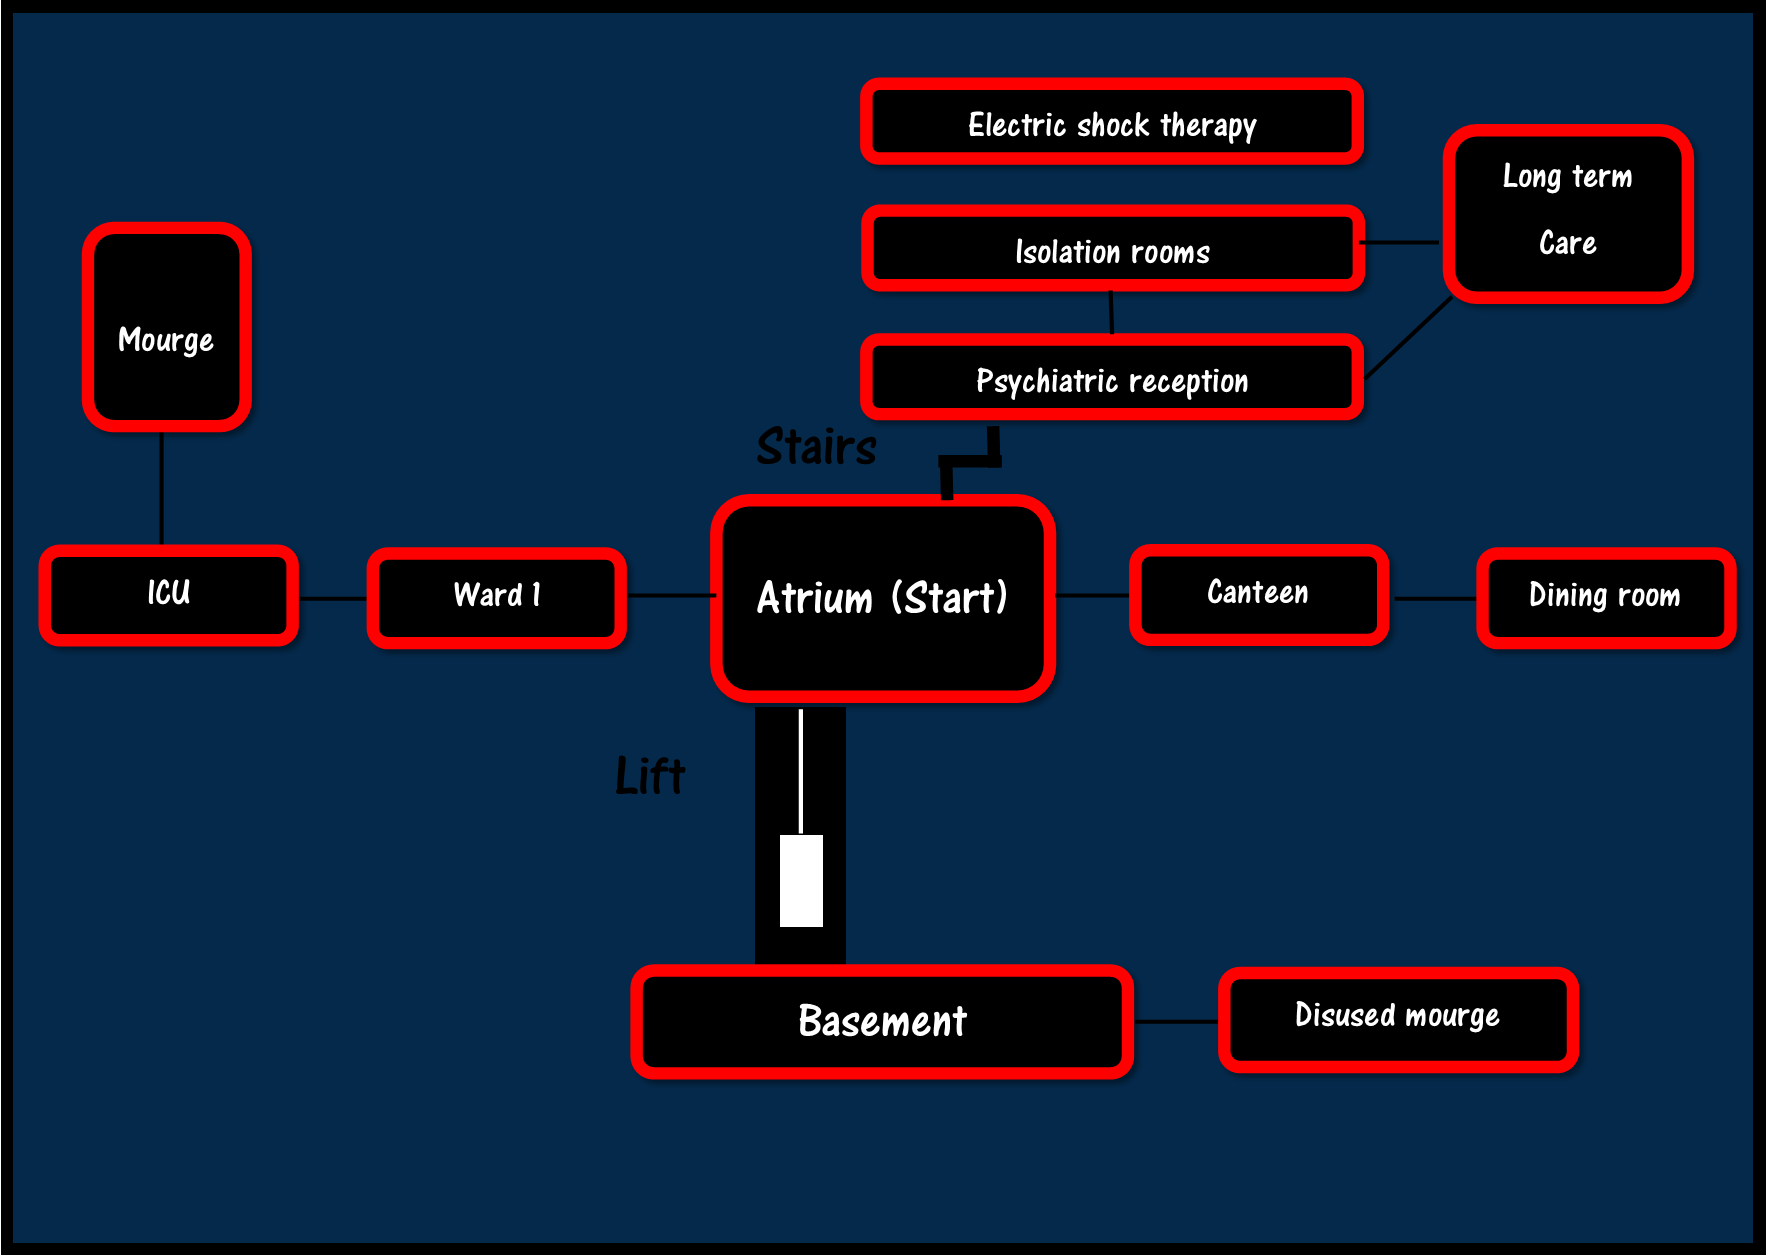 Electric shock therapy
Long term
Care
Isolation rooms
Mourge
Psychiatric reception
Stairs
ICU
Ward 1
Atrium (Start)
Canteen
Dining room
Lift
Basement
Disused mourge